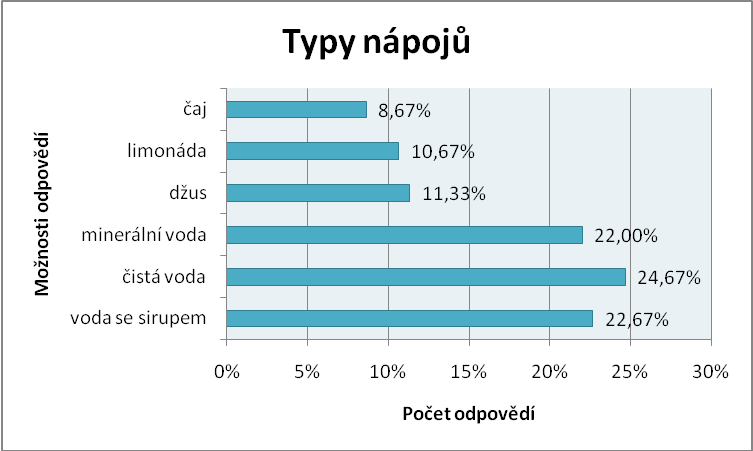 Typy nápojů
Možnosti odpovědí
čaj 8,67%
limonáda 10,67%
džus 11,33%
minerální voda 22,00%
čistá voda 24,67%
voda se sirupem 22,67%
0% 5% 10% 15% 20% 25% 30%
Počet odpovědí